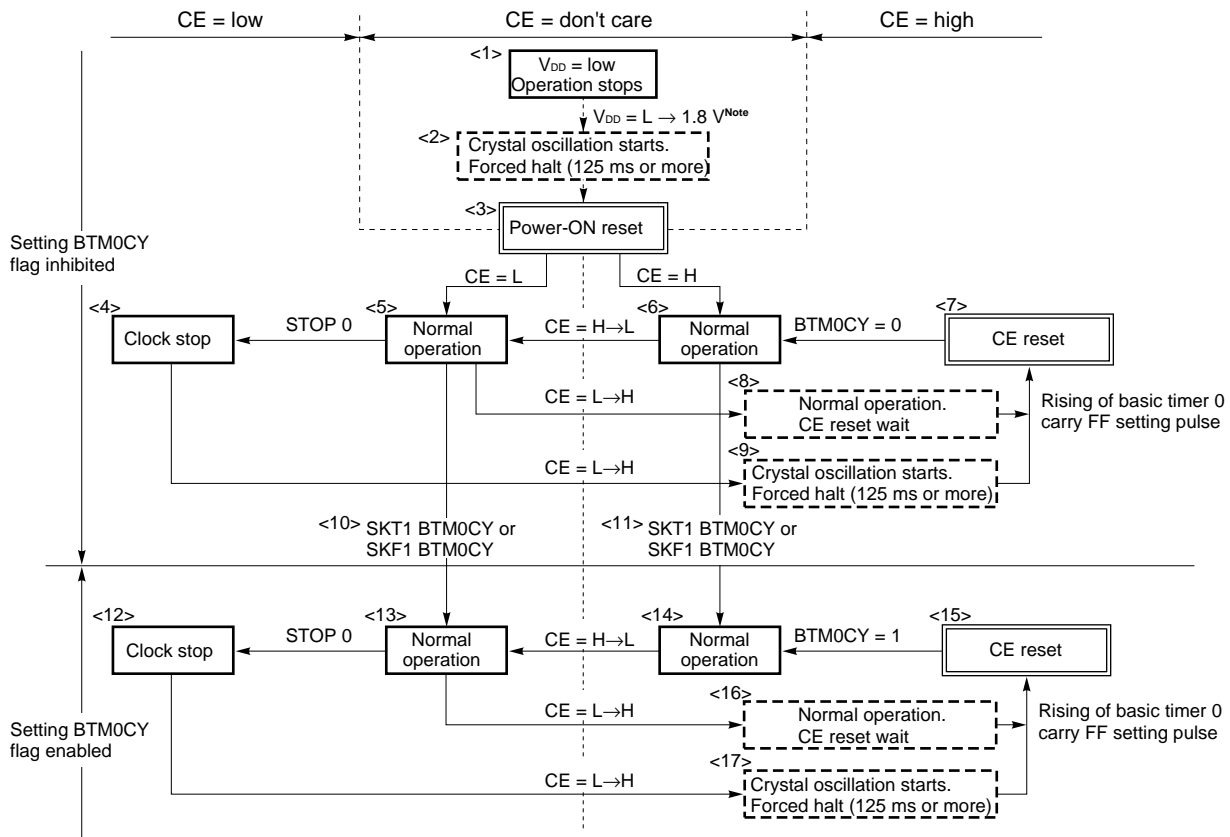 CE = low
CE = don't care
CE = high
<1>
VDD = low
Operation stops
VDD = L → 1.8 VNote
<2>
Crystal oscillation starts.
Forced halt (125 ms or more)
<3>
Power-ON reset
Setting BTM0CY
flag inhibited
CE = L
CE = H
<4>
Clock stop
STOP 0
<5>
Normal
operation
CE = H→L
<6>
Normal
operation
BTM0CY = 0
<7>
CE reset
CE = L→H
<8>
Normal operation.
CE reset wait
Rising of basic timer 0
carry FF setting pulse
CE = L→H
<9>
Crystal oscillation starts.
Forced halt (125 ms or more)
<10>
SKT1 BTM0CY or
SKF1 BTM0CY
<11>
SKT1 BTM0CY or
SKF1 BTM0CY
<12>
Clock stop
STOP 0
<13>
Normal
operation
CE = H→L
<14>
Normal
operation
BTM0CY = 1
<15>
CE reset
Setting BTM0CY
flag enabled
CE = L→H
<16>
Normal operation.
CE reset wait
Rising of basic timer 0
carry FF setting pulse
CE = L→H
<17>
Crystal oscillation starts.
Forced halt (125 ms or more)